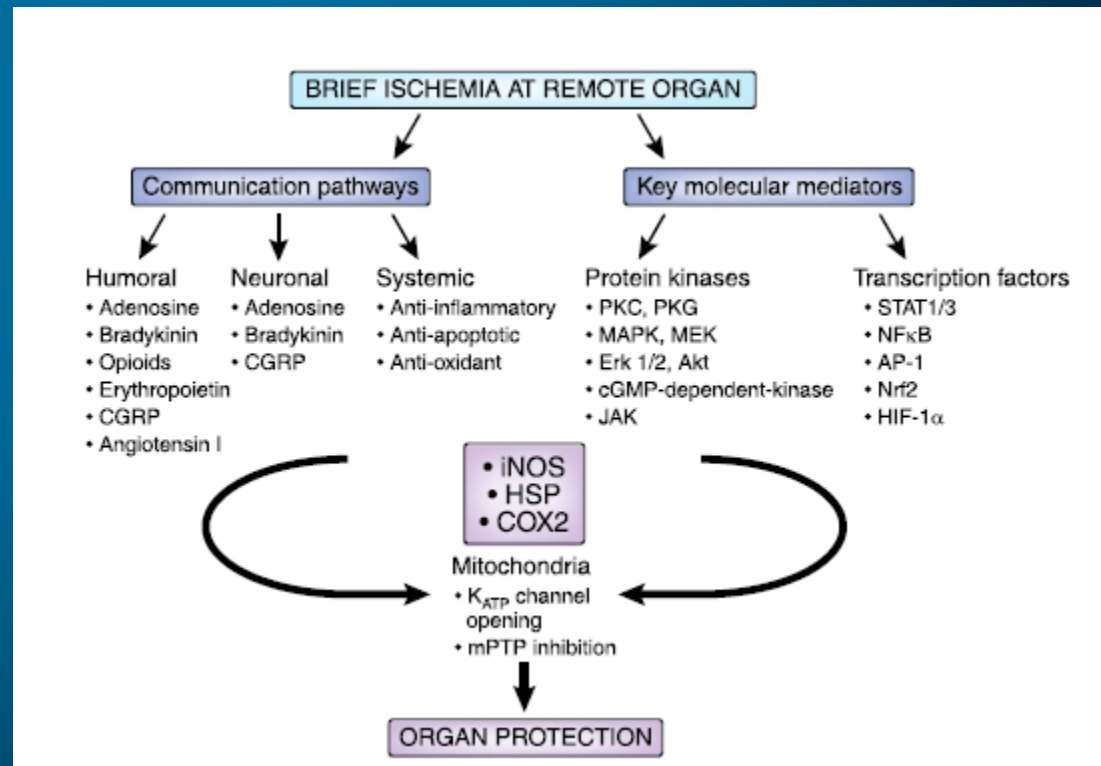 BRIEF ISCHEMIA AT REMOTE ORGAN
Communication pathways
Key molecular mediators
Humoral
• Adenosine
• Bradykinin
• Opioids
• Erythropoietin
• CGRP
• Angiotensin I
Neuronal
• Adenosine
• Bradykinin
• CGRP
Systemic
• Anti-inflammatory
• Anti-apoptotic
• Anti-oxidant
Protein kinases
• PKC, PKG
• MAPK, MEK
• Erk 1/2, Akt
• cGMP-dependent-kinase
• JAK
Transcription factors
• STAT1/3
• NFκB
• AP-1
• Nrf2
• HIF-1α
• iNOS
• HSP
• COX2
Mitochondria
• KATP channel
opening
• mPTP inhibition
ORGAN PROTECTION